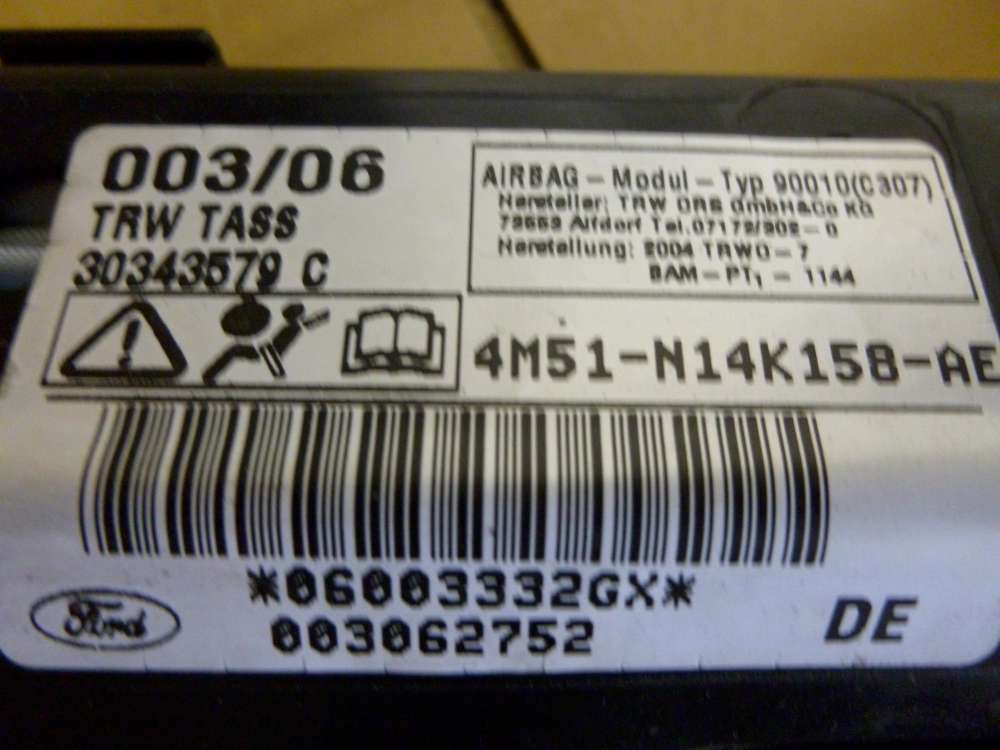 003/06
TRW TASS
30343579 C
AIRBAG - Modul - Typ 90010(C307)
Hersteller: TRW ORS GmbH&Co KG
73553 Alfdorf Tel.07172/302-0
Herstellung: 2004 TRWO-7
BAM-PT₁ - 1144
4M51-N14K158-AE
*06003332GX*
Ford
003062752
DE